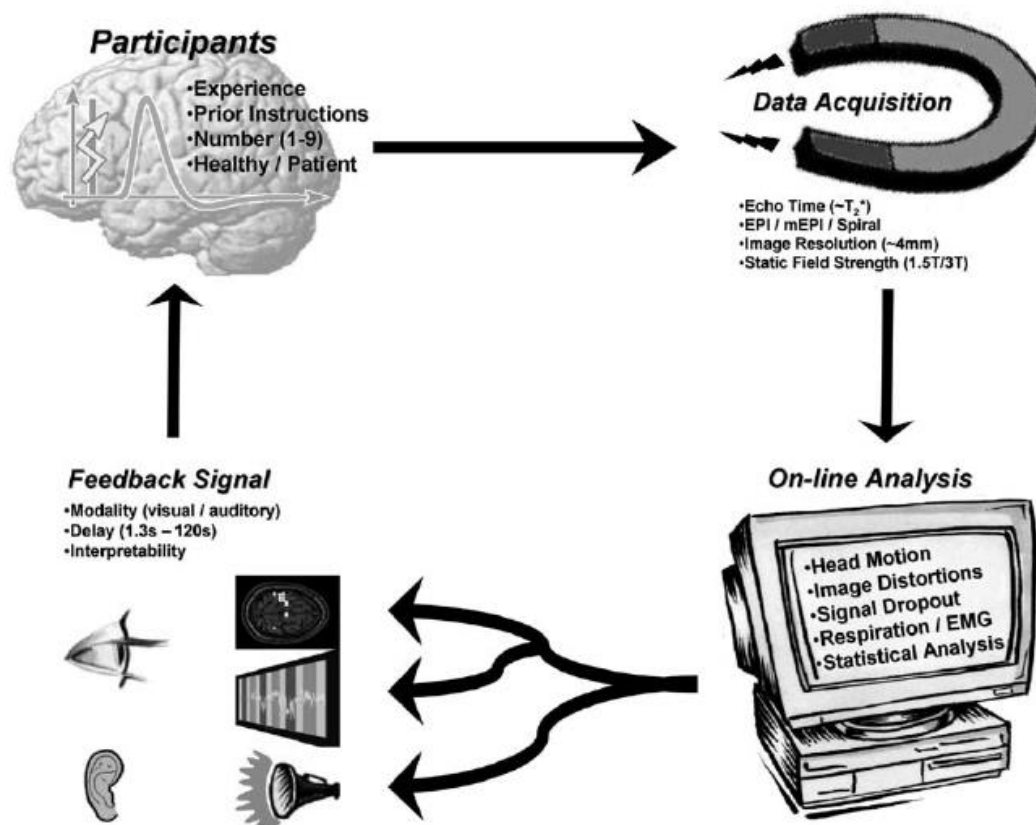 Participants
•Experience
•Prior Instructions
•Number (1-9)
•Healthy / Patient
Data Acquisition
•Echo Time (~T₂*)
•EPI / mEPI / Spiral
•Image Resolution (~4mm)
•Static Field Strength (1.5T/3T)
Feedback Signal
•Modality (visual / auditory)
•Delay (1.3s – 120s)
•Interpretability
On-line Analysis
•Head Motion
•Image Distortions
•Signal Dropout
•Respiration / EMG
•Statistical Analysis